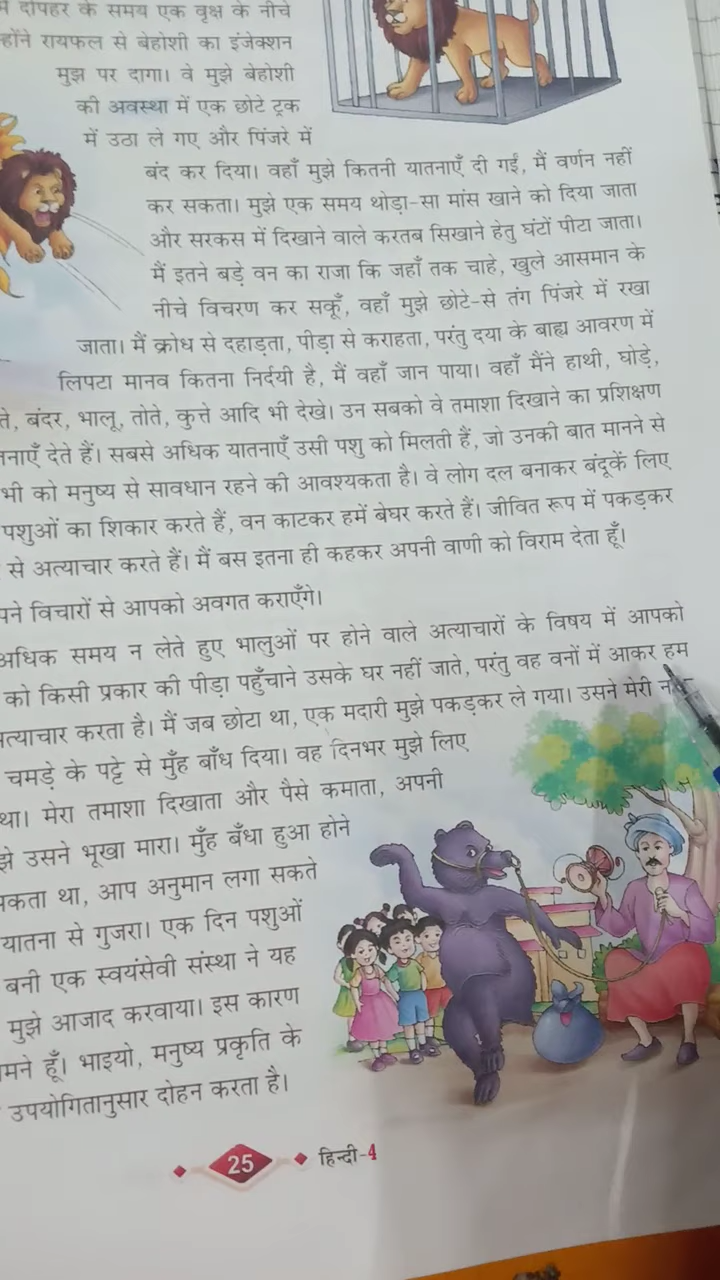 दोपहर के समय एक वृक्ष के नीचे
रायफल से बेहोशी का इंजेक्शन
मुझ पर दागा। वे मुझे बेहोशी
की अवस्था में एक छोटे ट्रक
में उठा ले गए और पिंजरे में
बंद कर दिया। वहाँ मुझे कितनी यातनाएँ दी गईं, मैं वर्णन नहीं
कर सकता। मुझे एक समय थोड़ा-सा मांस खाने को दिया जाता
और सरकस में दिखाने वाले करतब सिखाने हेतु घंटों पीटा जाता।
मैं इतने बड़े वन का राजा कि जहाँ तक चाहे, खुले आसमान के
नीचे विचरण कर सकूँ, वहाँ मुझे छोटे-से तंग पिंजरे में रखा
जाता। मैं क्रोध से दहाड़ता, पीड़ा से कराहता, परंतु दया के बाह्य आवरण में
लिपटा मानव कितना निर्दयी है, मैं वहाँ जान पाया। वहाँ मैंने हाथी, घोड़े,
बंदर, भालू, तोते, कुत्ते आदि भी देखे। उन सबको वे तमाशा दिखाने का प्रशिक्षण
देते हैं। सबसे अधिक यातनाएँ उसी पशु को मिलती हैं, जो उनकी बात मानने से
भी को मनुष्य से सावधान रहने की आवश्यकता है। वे लोग दल बनाकर बंदूकें लिए
पशुओं का शिकार करते हैं, वन काटकर हमें बेघर करते हैं। जीवित रूप में पकड़कर
से अत्याचार करते हैं। मैं बस इतना ही कहकर अपनी वाणी को विराम देता हूँ।
विचारों से आपको अवगत कराएँगे।
अधिक समय न लेते हुए भालुओं पर होने वाले अत्याचारों के विषय में आपको
को किसी प्रकार की पीड़ा पहुँचाने उसके घर नहीं जाते, परंतु वह वनों में आकर हम
करता है। मैं जब छोटा था, एक मदारी मुझे पकड़कर ले गया। उसने मेरी
चमड़े के पट्टे से मुँह बाँध दिया। वह दिनभर मुझे लिए
था। मेरा तमाशा दिखाता और पैसे कमाता, अपनी
उसने भूखा मारा। मुँह बँधा हुआ होने
था, आप अनुमान लगा सकते
यातना से गुजरा। एक दिन पशुओं
बनी एक स्वयंसेवी संस्था ने यह
मुझे आजाद करवाया। इस कारण
हूँ। भाइयो, मनुष्य प्रकृति के
उपयोगितानुसार दोहन करता है।
25 हिन्दी-4